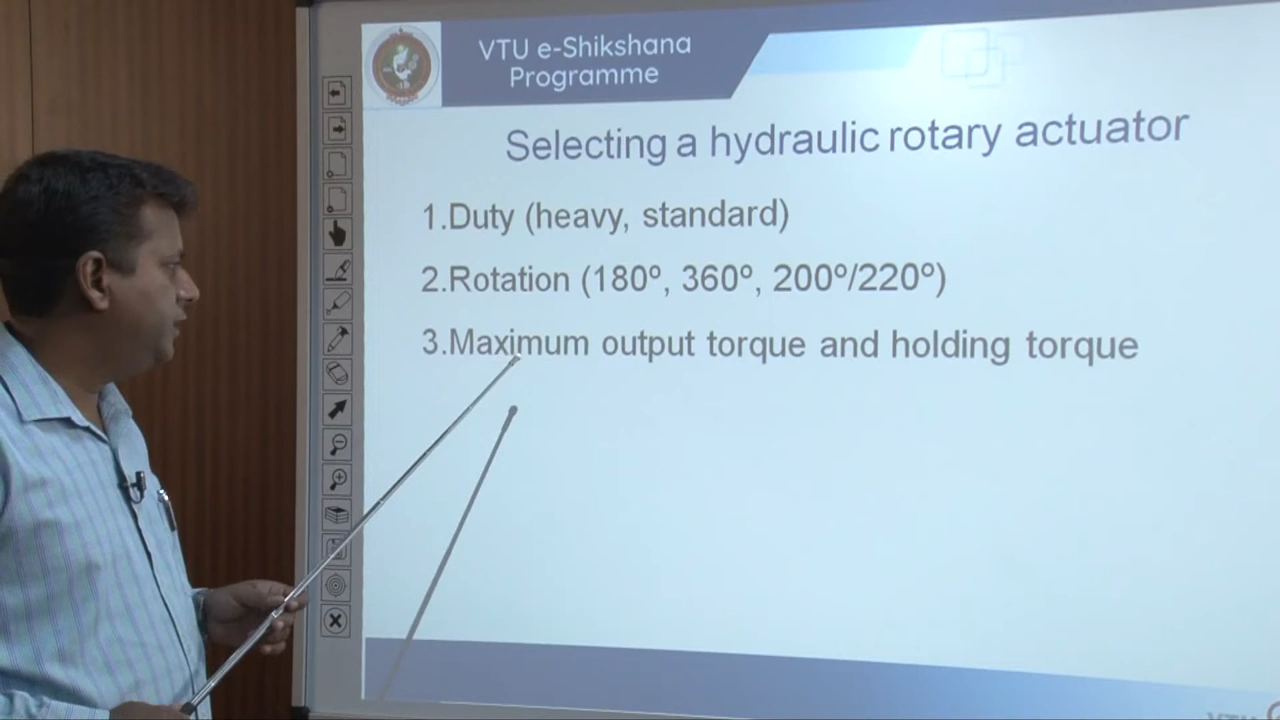 VTU e-Shikshana
Programme
Selecting a hydraulic rotary actuator
1.Duty (heavy, standard)
2.Rotation (180º, 360º, 200º/220º)
3.Maximum output torque and holding torque
VTU